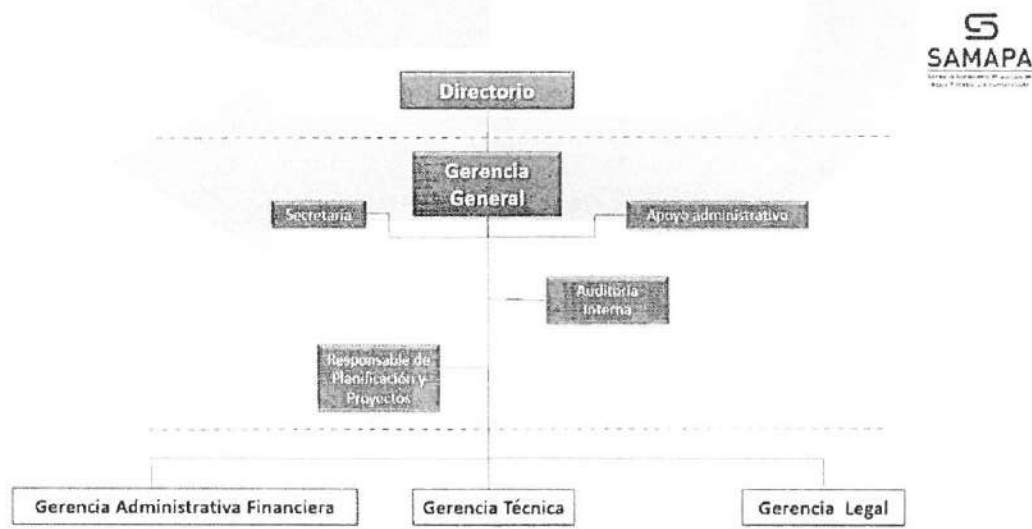 SAMAPA
Directorio
Gerencia
General
Secretaria
Apoyo administrativo
Auditoria
Interna
Responsable de
Planificación y
Proyectos
Gerencia Administrativa Financiera
Gerencia Técnica
Gerencia Legal